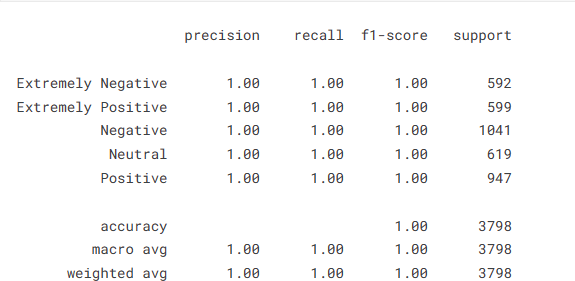 precision recall f1-score support
Extremely Negative 1.00 1.00 1.00 592
Extremely Positive 1.00 1.00 1.00 599
Negative 1.00 1.00 1.00 1041
Neutral 1.00 1.00 1.00 619
Positive 1.00 1.00 1.00 947
accuracy 1.00 3798
macro avg 1.00 1.00 1.00 3798
weighted avg 1.00 1.00 1.00 3798